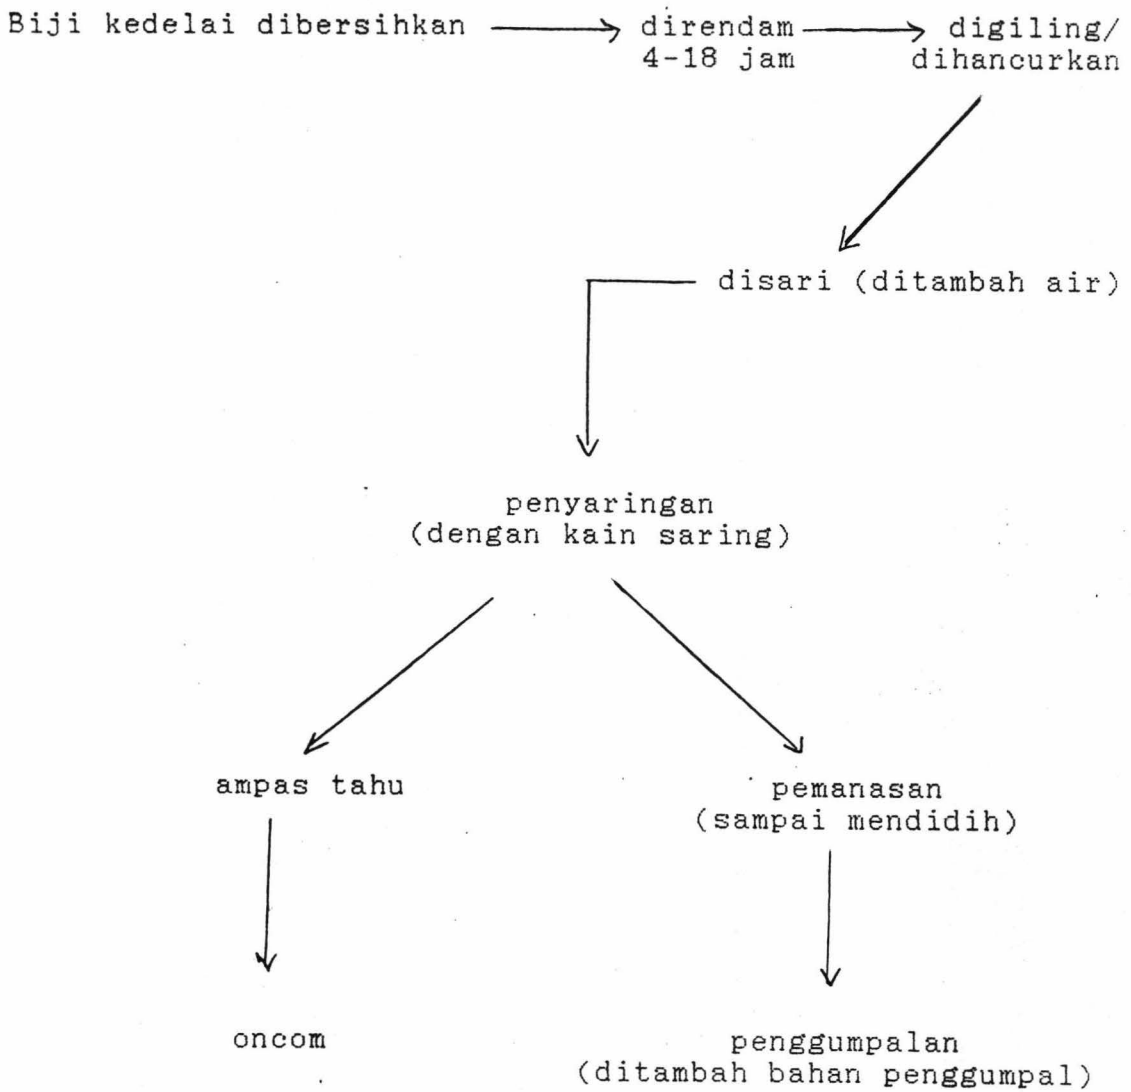 Biji kedelai dibersihkan direndam digiling/
4-18 jam dihancurkan
disari (ditambah air)
penyaringan
(dengan kain saring)
ampas tahu pemanasan
(sampai mendidih)
oncom penggumpalan
(ditambah bahan penggumpal)